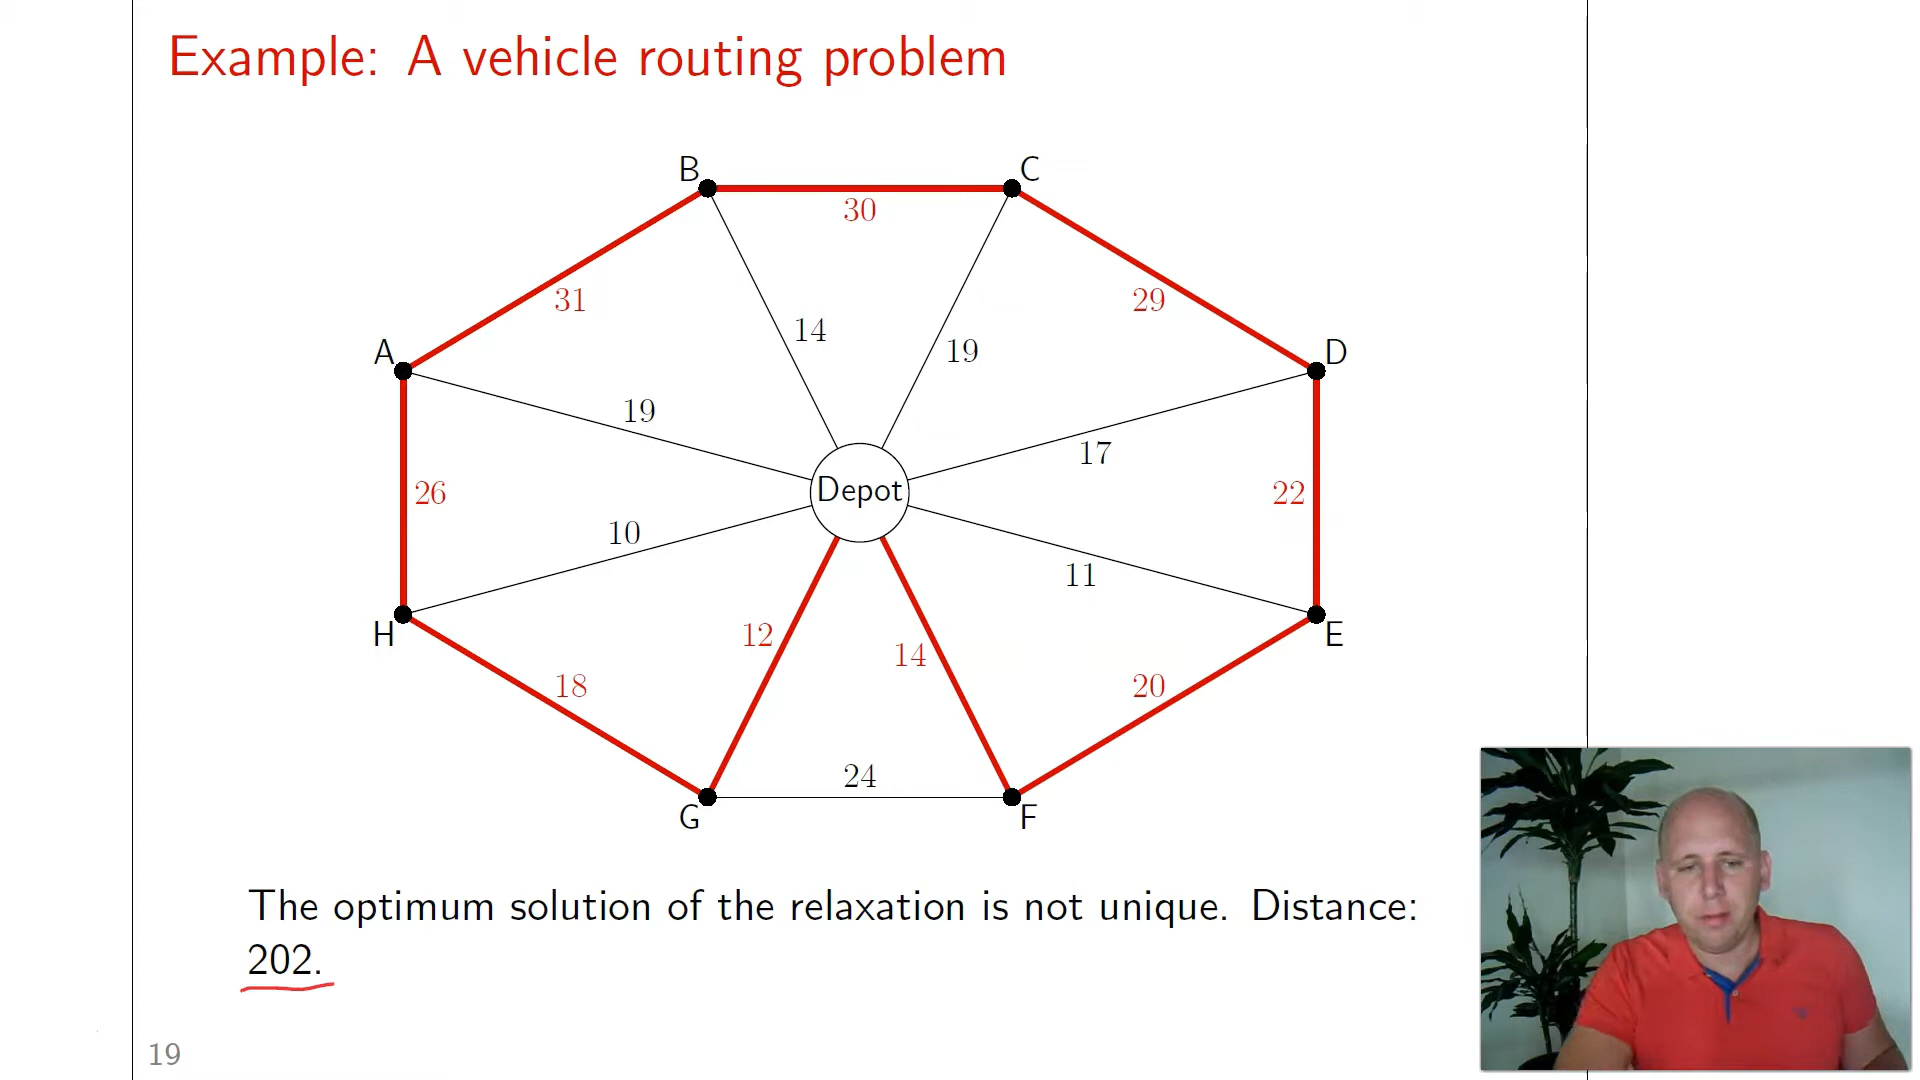 Example: A vehicle routing problem
B
C
30
31
29
14
19
A
D
19
17
Depot
26
22
10
11
H
E
12
14
18
20
24
G
F
The optimum solution of the relaxation is not unique. Distance:
202.
19